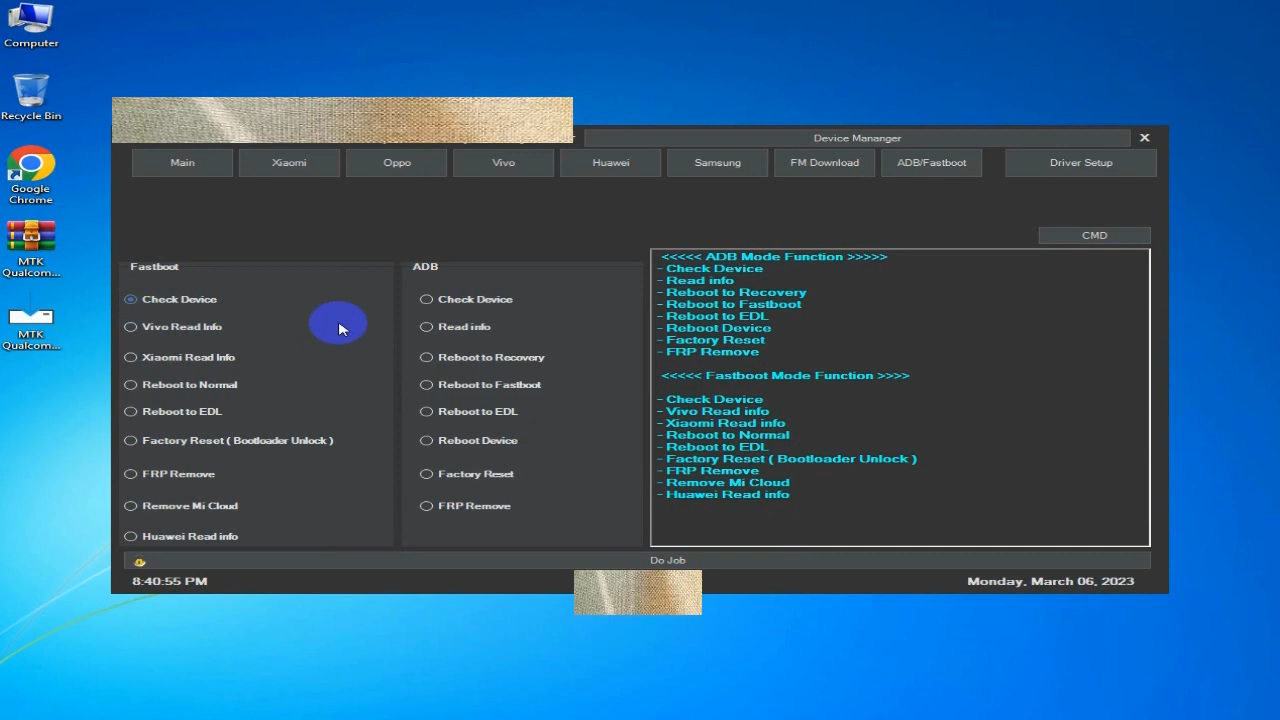 Computer
Recycle Bin
Google
Chrome
MTK
Qualcom...
MTK
Qualcom...
Device Mananger
Main
Xiaomi
Oppo
Vivo
Huawei
Samsung
FM Download
ADB/Fastboot
Driver Setup
CMD
Fastboot
Check Device
Vivo Read Info
Xiaomi Read Info
Reboot to Normal
Reboot to EDL
Factory Reset ( Bootloader Unlock )
FRP Remove
Remove Mi Cloud
Huawei Read info
ADB
Check Device
Read info
Reboot to Recovery
Reboot to Fastboot
Reboot to EDL
Reboot Device
Factory Reset
FRP Remove
<<<<< ADB Mode Function >>>>>
- Check Device
- Read info
- Reboot to Recovery
- Reboot to Fastboot
- Reboot to EDL
- Reboot Device
- Factory Reset
- FRP Remove
<<<<< Fastboot Mode Function >>>>
- Check Device
- Vivo Read info
- Xiaomi Read info
- Reboot to Normal
- Reboot to EDL
- Factory Reset ( Bootloader Unlock )
- FRP Remove
- Remove Mi Cloud
- Huawei Read info
Do Job
8:40:55 PM
Monday, March 06, 2023